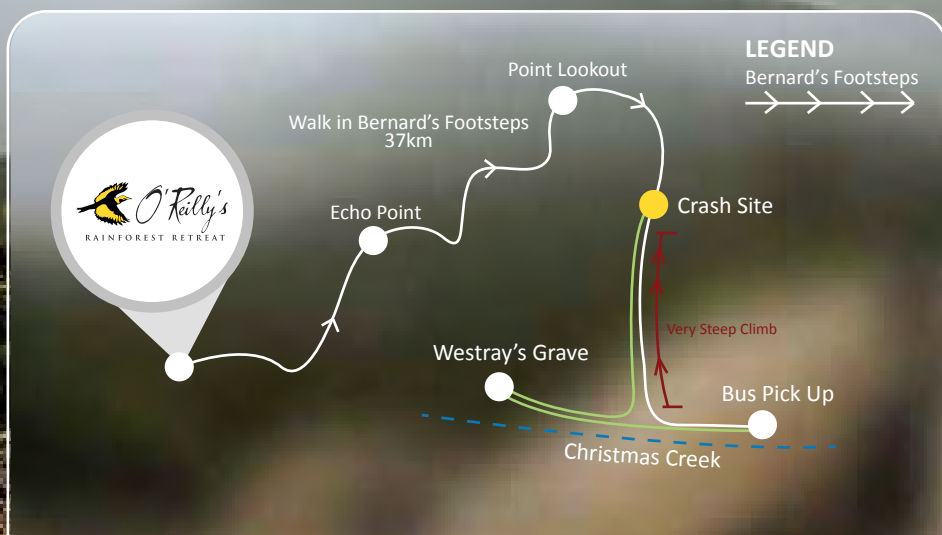 LEGEND
Bernard's Footsteps
Point Lookout
Walk in Bernard's Footsteps
37km
O'Reilly's
RAINFOREST RETREAT
Echo Point
Crash Site
Very Steep Climb
Westray's Grave
Bus Pick Up
Christmas Creek